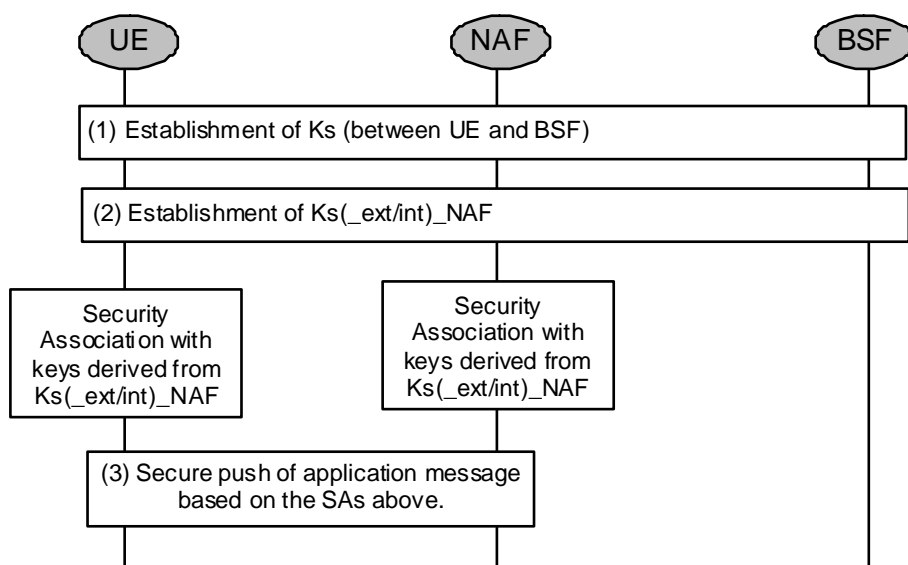 UE
NAF
BSF
(1) Establishment of Ks (between UE and BSF)
(2) Establishment of Ks(_ext/int)_NAF
Security
Association with
keys derived from
Ks(_ext/int)_NAF
Security
Association with
keys derived from
Ks(_ext/int)_NAF
(3) Secure push of application message
based on the SAs above.